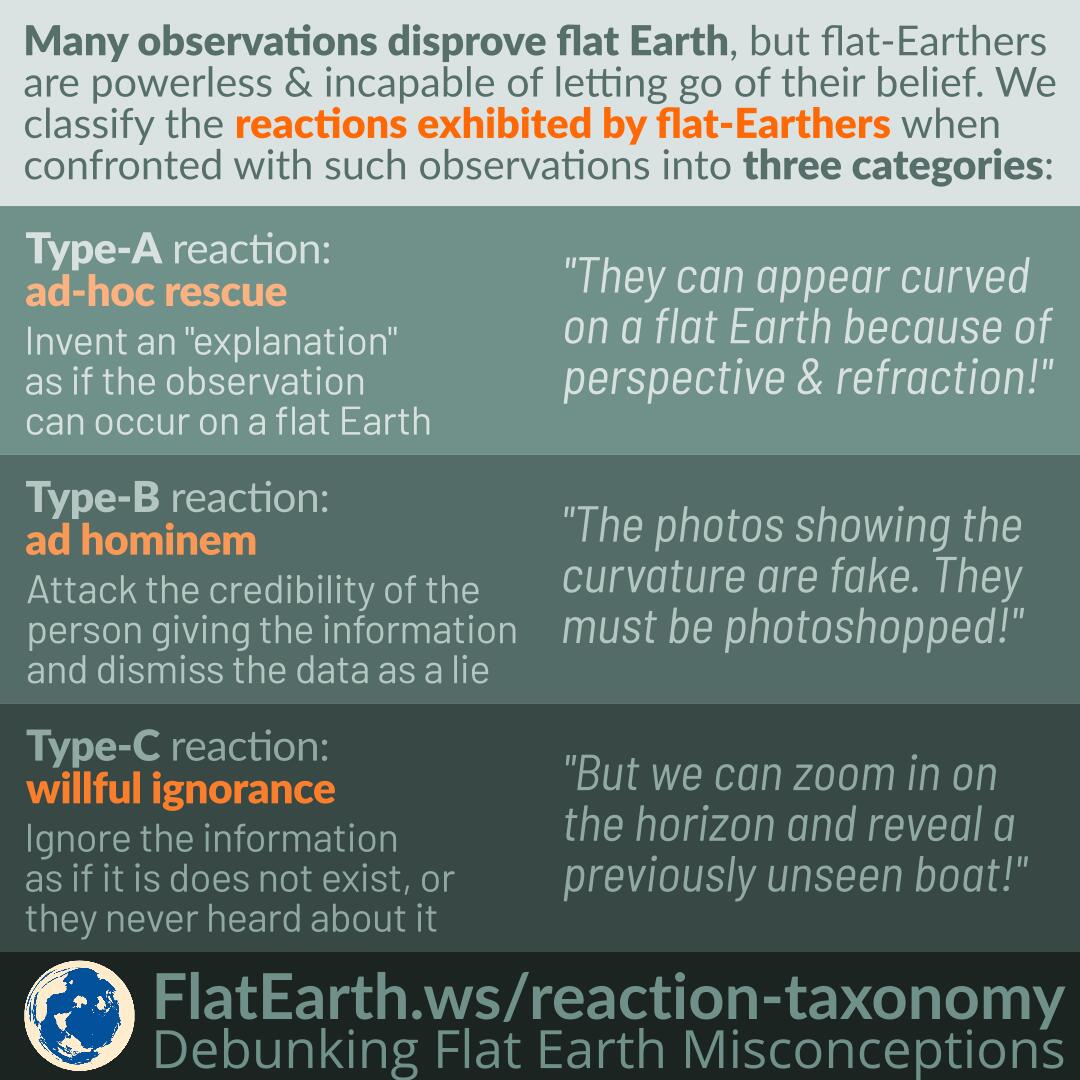 Many observations disprove flat Earth, but flat-Earthers
are powerless & incapable of letting go of their belief. We
classify the reactions exhibited by flat-Earthers when
confronted with such observations into three categories:
Type-A reaction:
ad-hoc rescue
Invent an "explanation"
as if the observation
can occur on a flat Earth
"They can appear curved
on a flat Earth because of
perspective & refraction!"
Type-B reaction:
ad hominem
Attack the credibility of the
person giving the information
and dismiss the data as a lie
"The photos showing the
curvature are fake. They
must be photoshopped!"
Type-C reaction:
willful ignorance
Ignore the information
as if it is does not exist, or
they never heard about it
"But we can zoom in on
the horizon and reveal a
previously unseen boat!"
FlatEarth.ws/reaction-taxonomy
Debunking Flat Earth Misconceptions